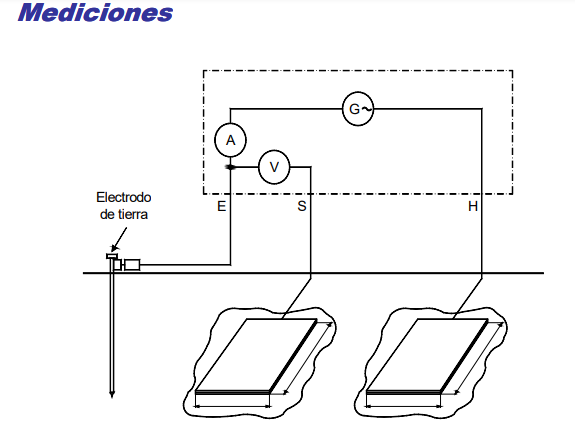 Mediciones
G~
A
V
E
S
H
Electrodo
de tierra